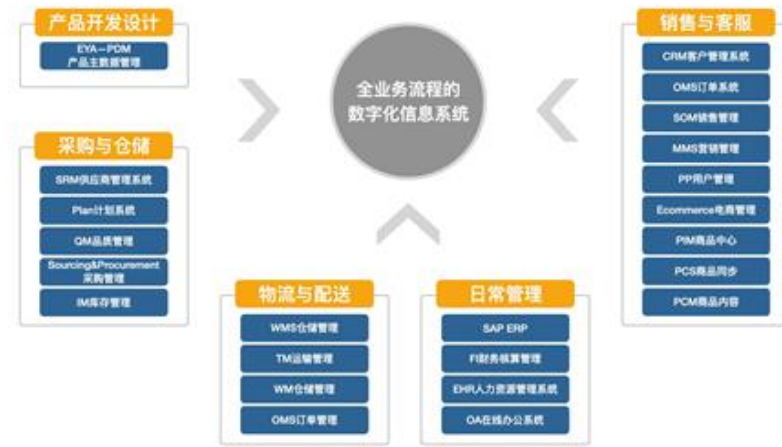 产品开发设计
EYA-PDM
产品主数据管理
采购与仓储
SRM供应商管理系统
Plan计划系统
QM品质管理
Sourcing&Procurement
采购管理
IM库存管理
全业务流程的
数字化信息系统
物流与配送
WMS仓储管理
TM运输管理
WM仓储管理
OMS订单管理
日常管理
SAP ERP
FI财务核算管理
EHR人力资源管理系统
OA在线办公系统
销售与客服
CRM客户管理系统
OMS订单系统
SOM销售管理
MMS营销管理
PP用户管理
Ecommerce电商管理
PIM商品中心
PCS商品同步
PCM商品内容